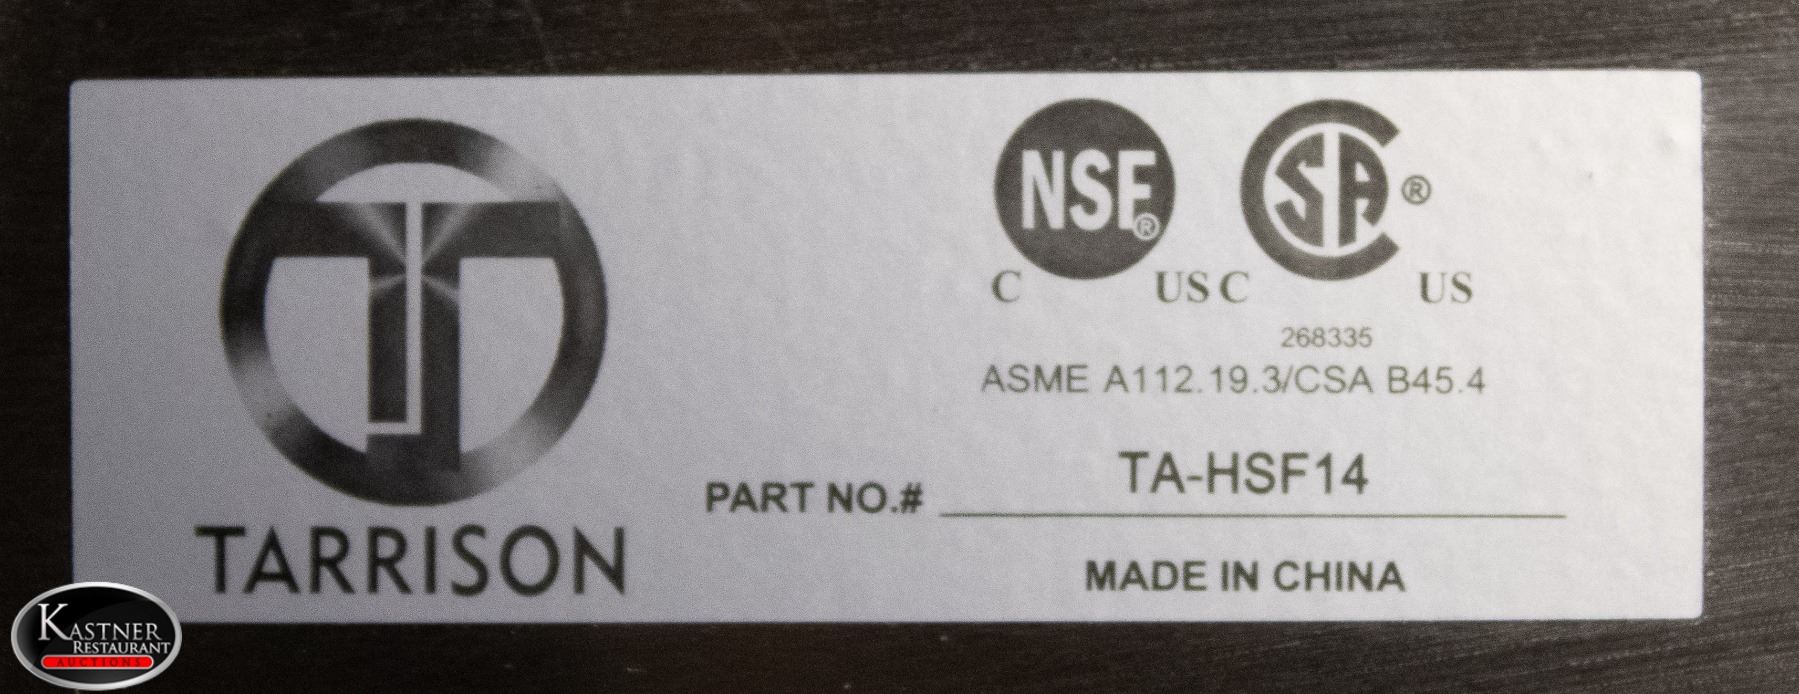 TARRISON
NSF®
C US
CSA®
C US
268335
ASME A112.19.3/CSA B45.4
PART NO.# TA-HSF14
MADE IN CHINA
KASTNER
RESTAURANT
AUCTIONS